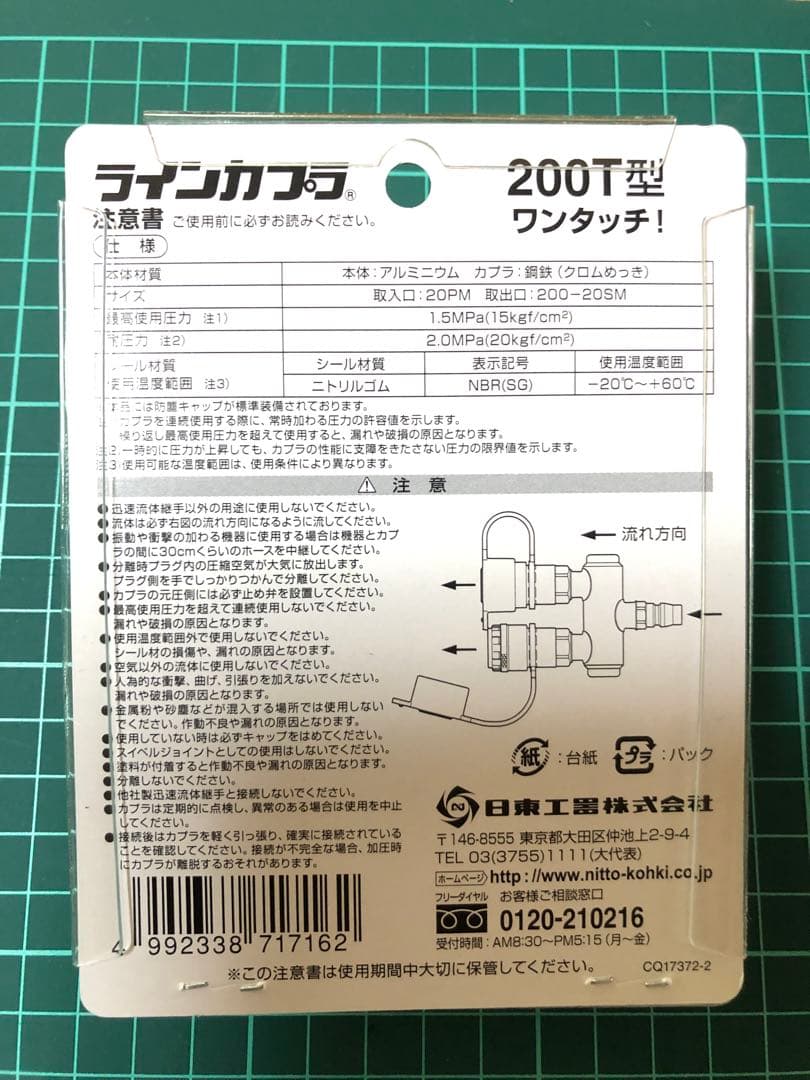 ラインカプラ®
200T型
注意書 ご使用前に必ずお読みください。
ワンタッチ!
仕 様
本体材質 本体:アルミニウム カプラ:鋼鉄(クロムめっき)
サイズ 取入口:20PM 取出口:200-20SM
最高使用圧力 注1) 1.5MPa(15kgf/cm²)
耐圧力 注2) 2.0MPa(20kgf/cm²)
シール材質 シール材質 表示記号 使用温度範囲
使用温度範囲 注3) ニトリルゴム NBR(SG) -20℃~+60℃
本品には防塵キャップが標準装備されております。
カプラを連続使用する際に、常時加わる圧力の許容値を示します。
繰り返し最高使用圧力を超えて使用すると、漏れや破損の原因となります。
注2.一時的に圧力が上昇しても、カプラの性能に支障をきたさない圧力の限界値を示します。
注3.使用可能な温度範囲は、使用条件により異なります。
⚠ 注 意
●迅速流体継手以外の用途に使用しないでください。
●流体は必ず右図の流れ方向になるように流してください。
●振動や衝撃の加わる機器に使用する場合は機器とカプ
ラの間に30cmくらいのホースを中継してください。
●分離時プラグ内の圧縮空気が大気に放出します。
プラグ側を手でしっかりつかんで分離してください。
●カプラの元圧側には必ず止め弁を設置してください。
●最高使用圧力を超えて連続使用しないでください。
漏れや破損の原因となります。
●使用温度範囲外で使用しないでください。
シール材の損傷や、漏れの原因となります。
●空気以外の流体に使用しないでください。
●人為的な衝撃、曲げ、引張りを加えないでください。
漏れや破損の原因となります。
●金属粉や砂塵などが混入する場所では使用しない
でください。作動不良や漏れの原因となります。
●使用していない時は必ずキャップをはめてください。
●スイベルジョイントとしての使用はしないでください。
●塗料が付着すると作動不良や漏れの原因となります。
●分離しないでください。
●他社製迅速流体継手と接続しないでください。
●カプラは定期的に点検し、異常のある場合は使用を中止
してください。
●接続後はカプラを軽く引っ張り、確実に接続されている
ことを確認してください。接続が不完全な場合、加圧時
にカプラが離脱するおそれがあります。
流れ方向
紙:台紙 プラ:パック
日東工器株式会社
〒146-8555 東京都大田区仲池上2-9-4
TEL 03(3755)1111(大代表)
ホームページ http://www.nitto-kohki.co.jp
フリーダイヤル お客様ご相談窓口
0120-210216
受付時間:AM8:30~PM5:15(月~金)
4 992338 717162
※この注意書は使用期間中大切に保管してください。
CQ17372-2